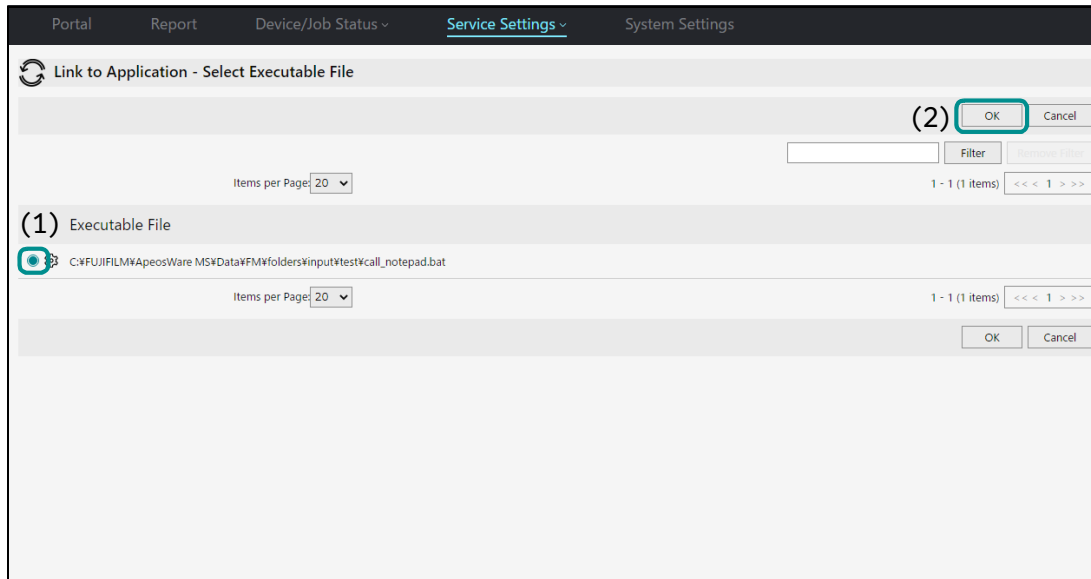 Portal Report Device/Job Status Service Settings System Settings
Link to Application - Select Executable File
(2) OK Cancel
Filter Remove Filter
Items per Page: 20 1 - 1 (1 items) << < 1 > >>
(1) Executable File
C:¥FUJIFILM¥ApeosWare MS¥Data¥FM¥folders¥input¥test¥call_notepad.bat
Items per Page: 20 1 - 1 (1 items) << < 1 > >>
OK Cancel